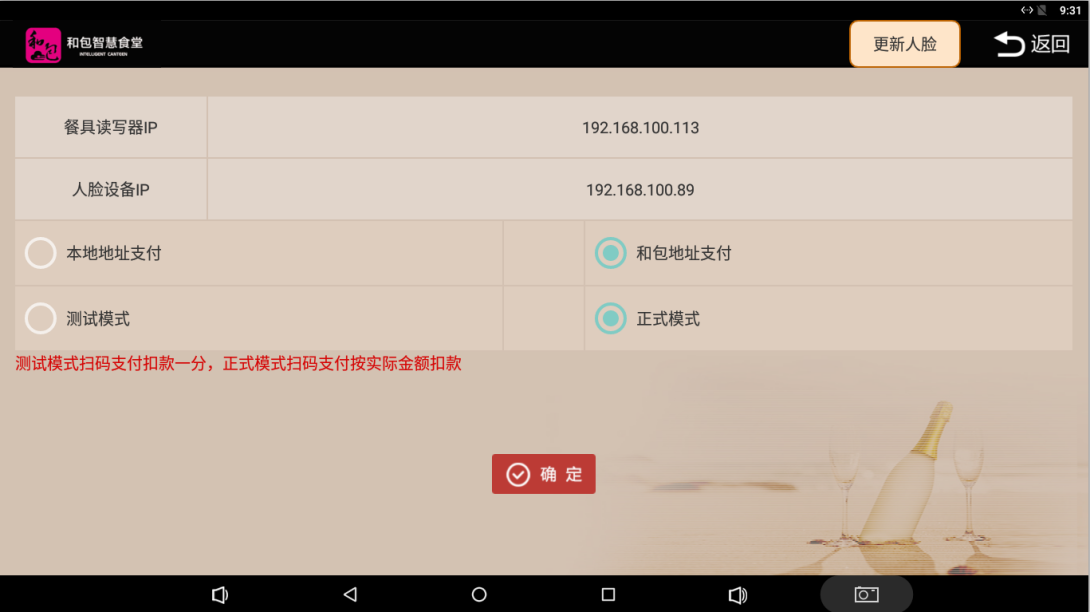 9:31
和包
和包智慧食堂
INTELLIGENT CANTEEN
更新人脸
返回
餐具读写器IP
192.168.100.113
人脸设备IP
192.168.100.89
本地地址支付
和包地址支付
测试模式
正式模式
测试模式扫码支付扣款一分，正式模式扫码支付按实际金额扣款
确 定